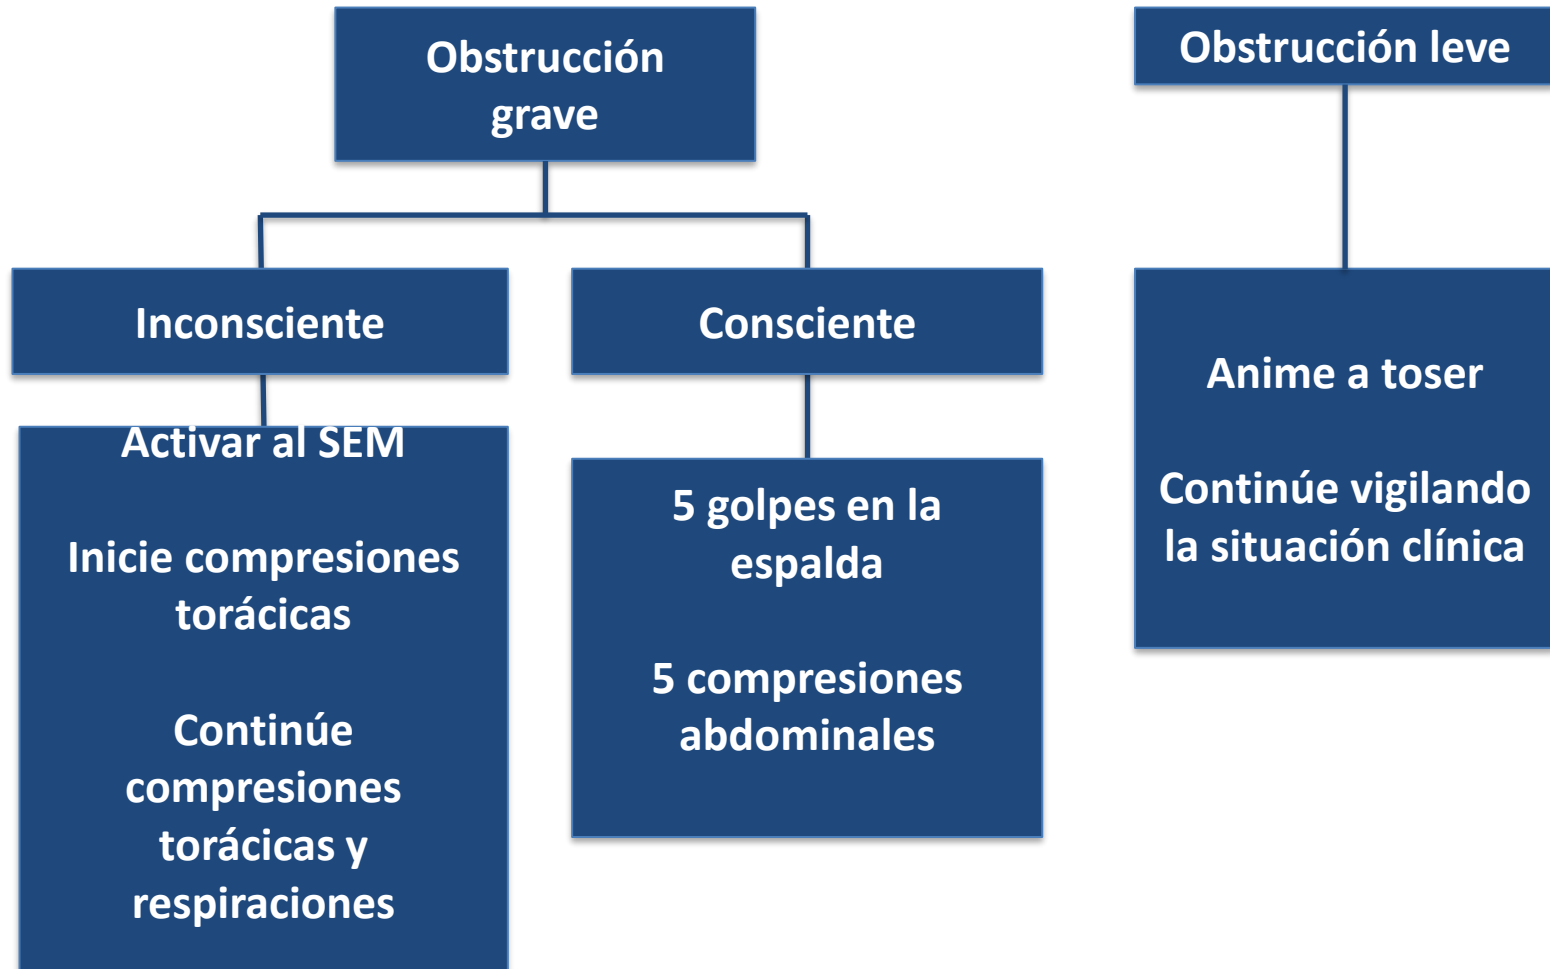 Obstrucción
grave
Obstrucción leve
Inconsciente
Consciente
Activar al SEM
Inicie compresiones
torácicas
Continúe
compresiones
torácicas y
respiraciones
5 golpes en la
espalda
5 compresiones
abdominales
Anime a toser
Continúe vigilando
la situación clínica